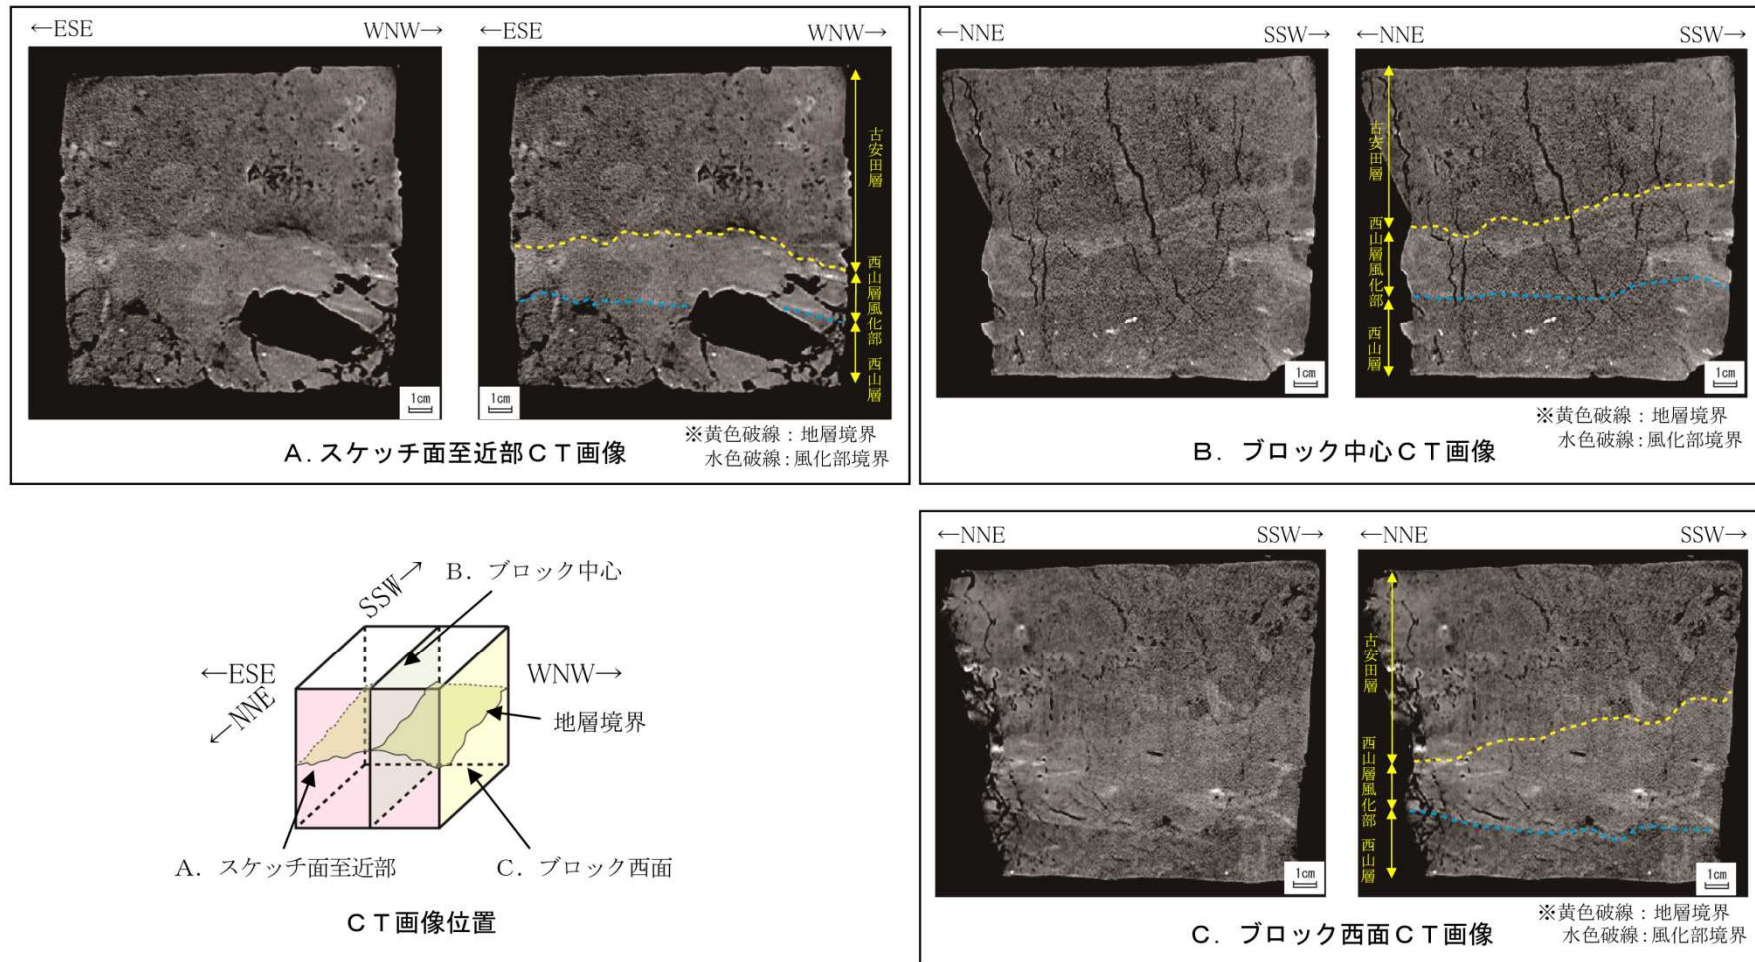 ←ESE WNW→
←ESE WNW→
古安田層
西山層風化部
西山層
1cm
1cm
※黄色破線：地層境界
水色破線：風化部境界
A.スケッチ面至近部ＣＴ画像
←NNE SSW→
←NNE SSW→
古安田層
西山層風化部
西山層
1cm
1cm
※黄色破線：地層境界
水色破線：風化部境界
B．ブロック中心ＣＴ画像
SSW→
B．ブロック中心
←ESE
WNW→
←NNE
地層境界
A．スケッチ面至近部
C．ブロック西面
ＣＴ画像位置
←NNE SSW→
←NNE SSW→
古安田層
西山層風化部
西山層
1cm
1cm
※黄色破線：地層境界
水色破線：風化部境界
C．ブロック西面ＣＴ画像